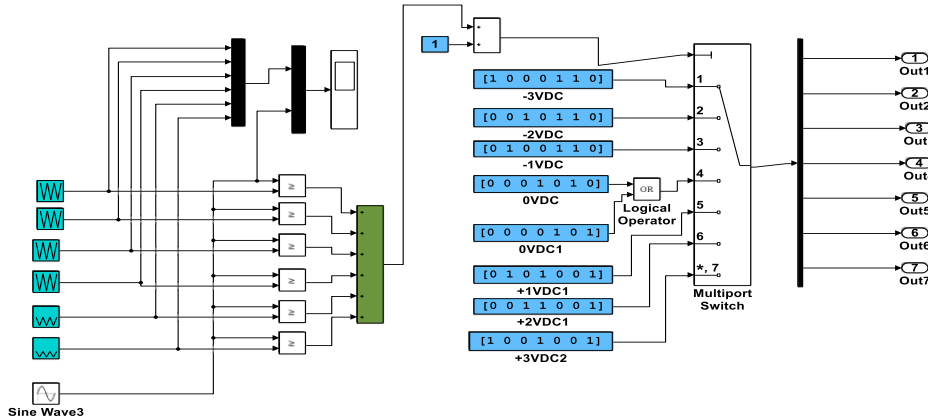 1
[1 0 0 0 1 1 0]
-3VDC
[0 0 1 0 1 1 0]
-2VDC
[0 1 0 0 1 1 0]
-1VDC
[0 0 0 1 0 1 0]
0VDC
OR
Logical
Operator
[0 0 0 0 1 0 1]
0VDC1
[0 1 0 1 0 0 1]
+1VDC1
[0 0 1 1 0 0 1]
+2VDC1
[1 0 0 1 0 0 1]
+3VDC2
1
2
3
4
5
6
*, 7
Multiport
Switch
1
Out1
2
Out2
3
Out
4
Out4
5
Out5
6
Out6
7
Out7
+
+
≥
≥
≥
≥
≥
≥
+
+
+
+
+
+
Sine Wave3